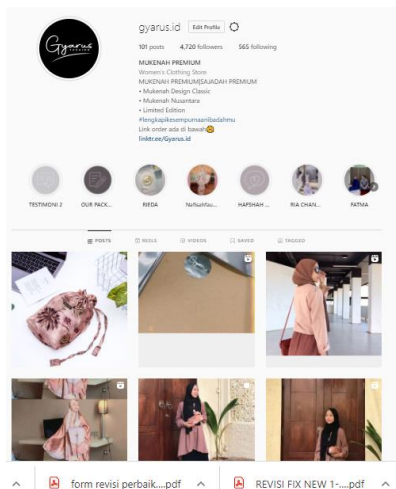 Gyarus
gyarus.id Edit Profile
101 posts 4,720 followers 565 following
MUKENAH PREMIUM
Women's Clothing Store
MUKENAH PREMIUM|SAJADAH PREMIUM
• Mukenah Design Classic
• Mukenah Nusantara
• Limited Edition
#lengkapikesempurnaanibadahmu
Link order ada di bawah😊
linktr.ee/Gyarus.id
TESTIMONI 2 OUR PACK... RIEDA HAFSHAH ... RIA CHAN... FATMA
POSTS REELS VIDEOS SAVED TAGGED
form revisi perbaik....pdf REVISI FIX NEW 1-....pdf